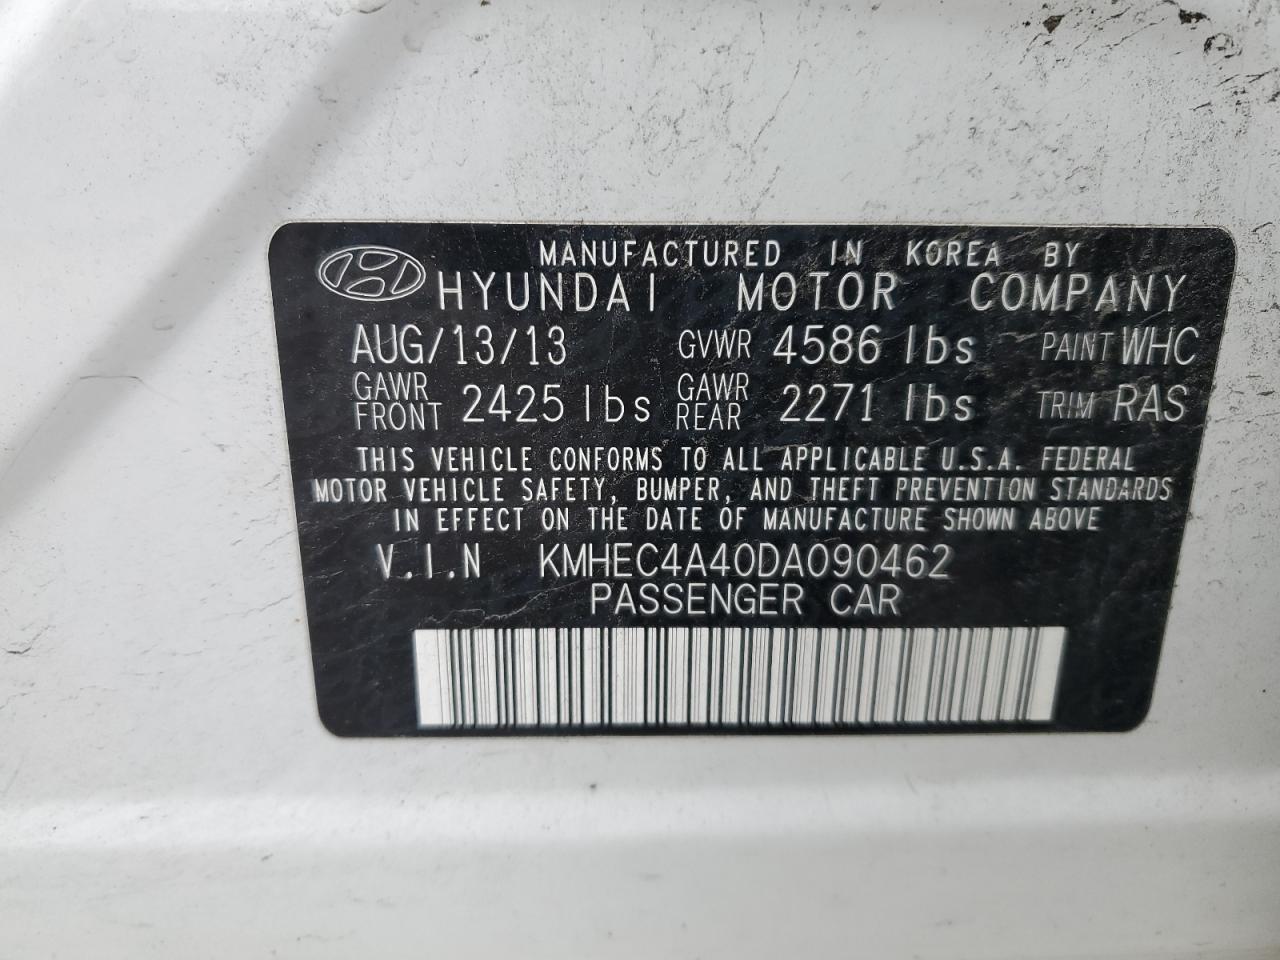 MANUFACTURED IN KOREA BY
HYUNDAI MOTOR COMPANY
AUG/13/13 GVWR 4586 lbs PAINT WHC
GAWR FRONT 2425 lbs GAWR REAR 2271 lbs TRIM RAS
THIS VEHICLE CONFORMS TO ALL APPLICABLE U.S.A. FEDERAL
MOTOR VEHICLE SAFETY, BUMPER, AND THEFT PREVENTION STANDARDS
IN EFFECT ON THE DATE OF MANUFACTURE SHOWN ABOVE
V.I.N KMHEC4A40DA090462
PASSENGER CAR